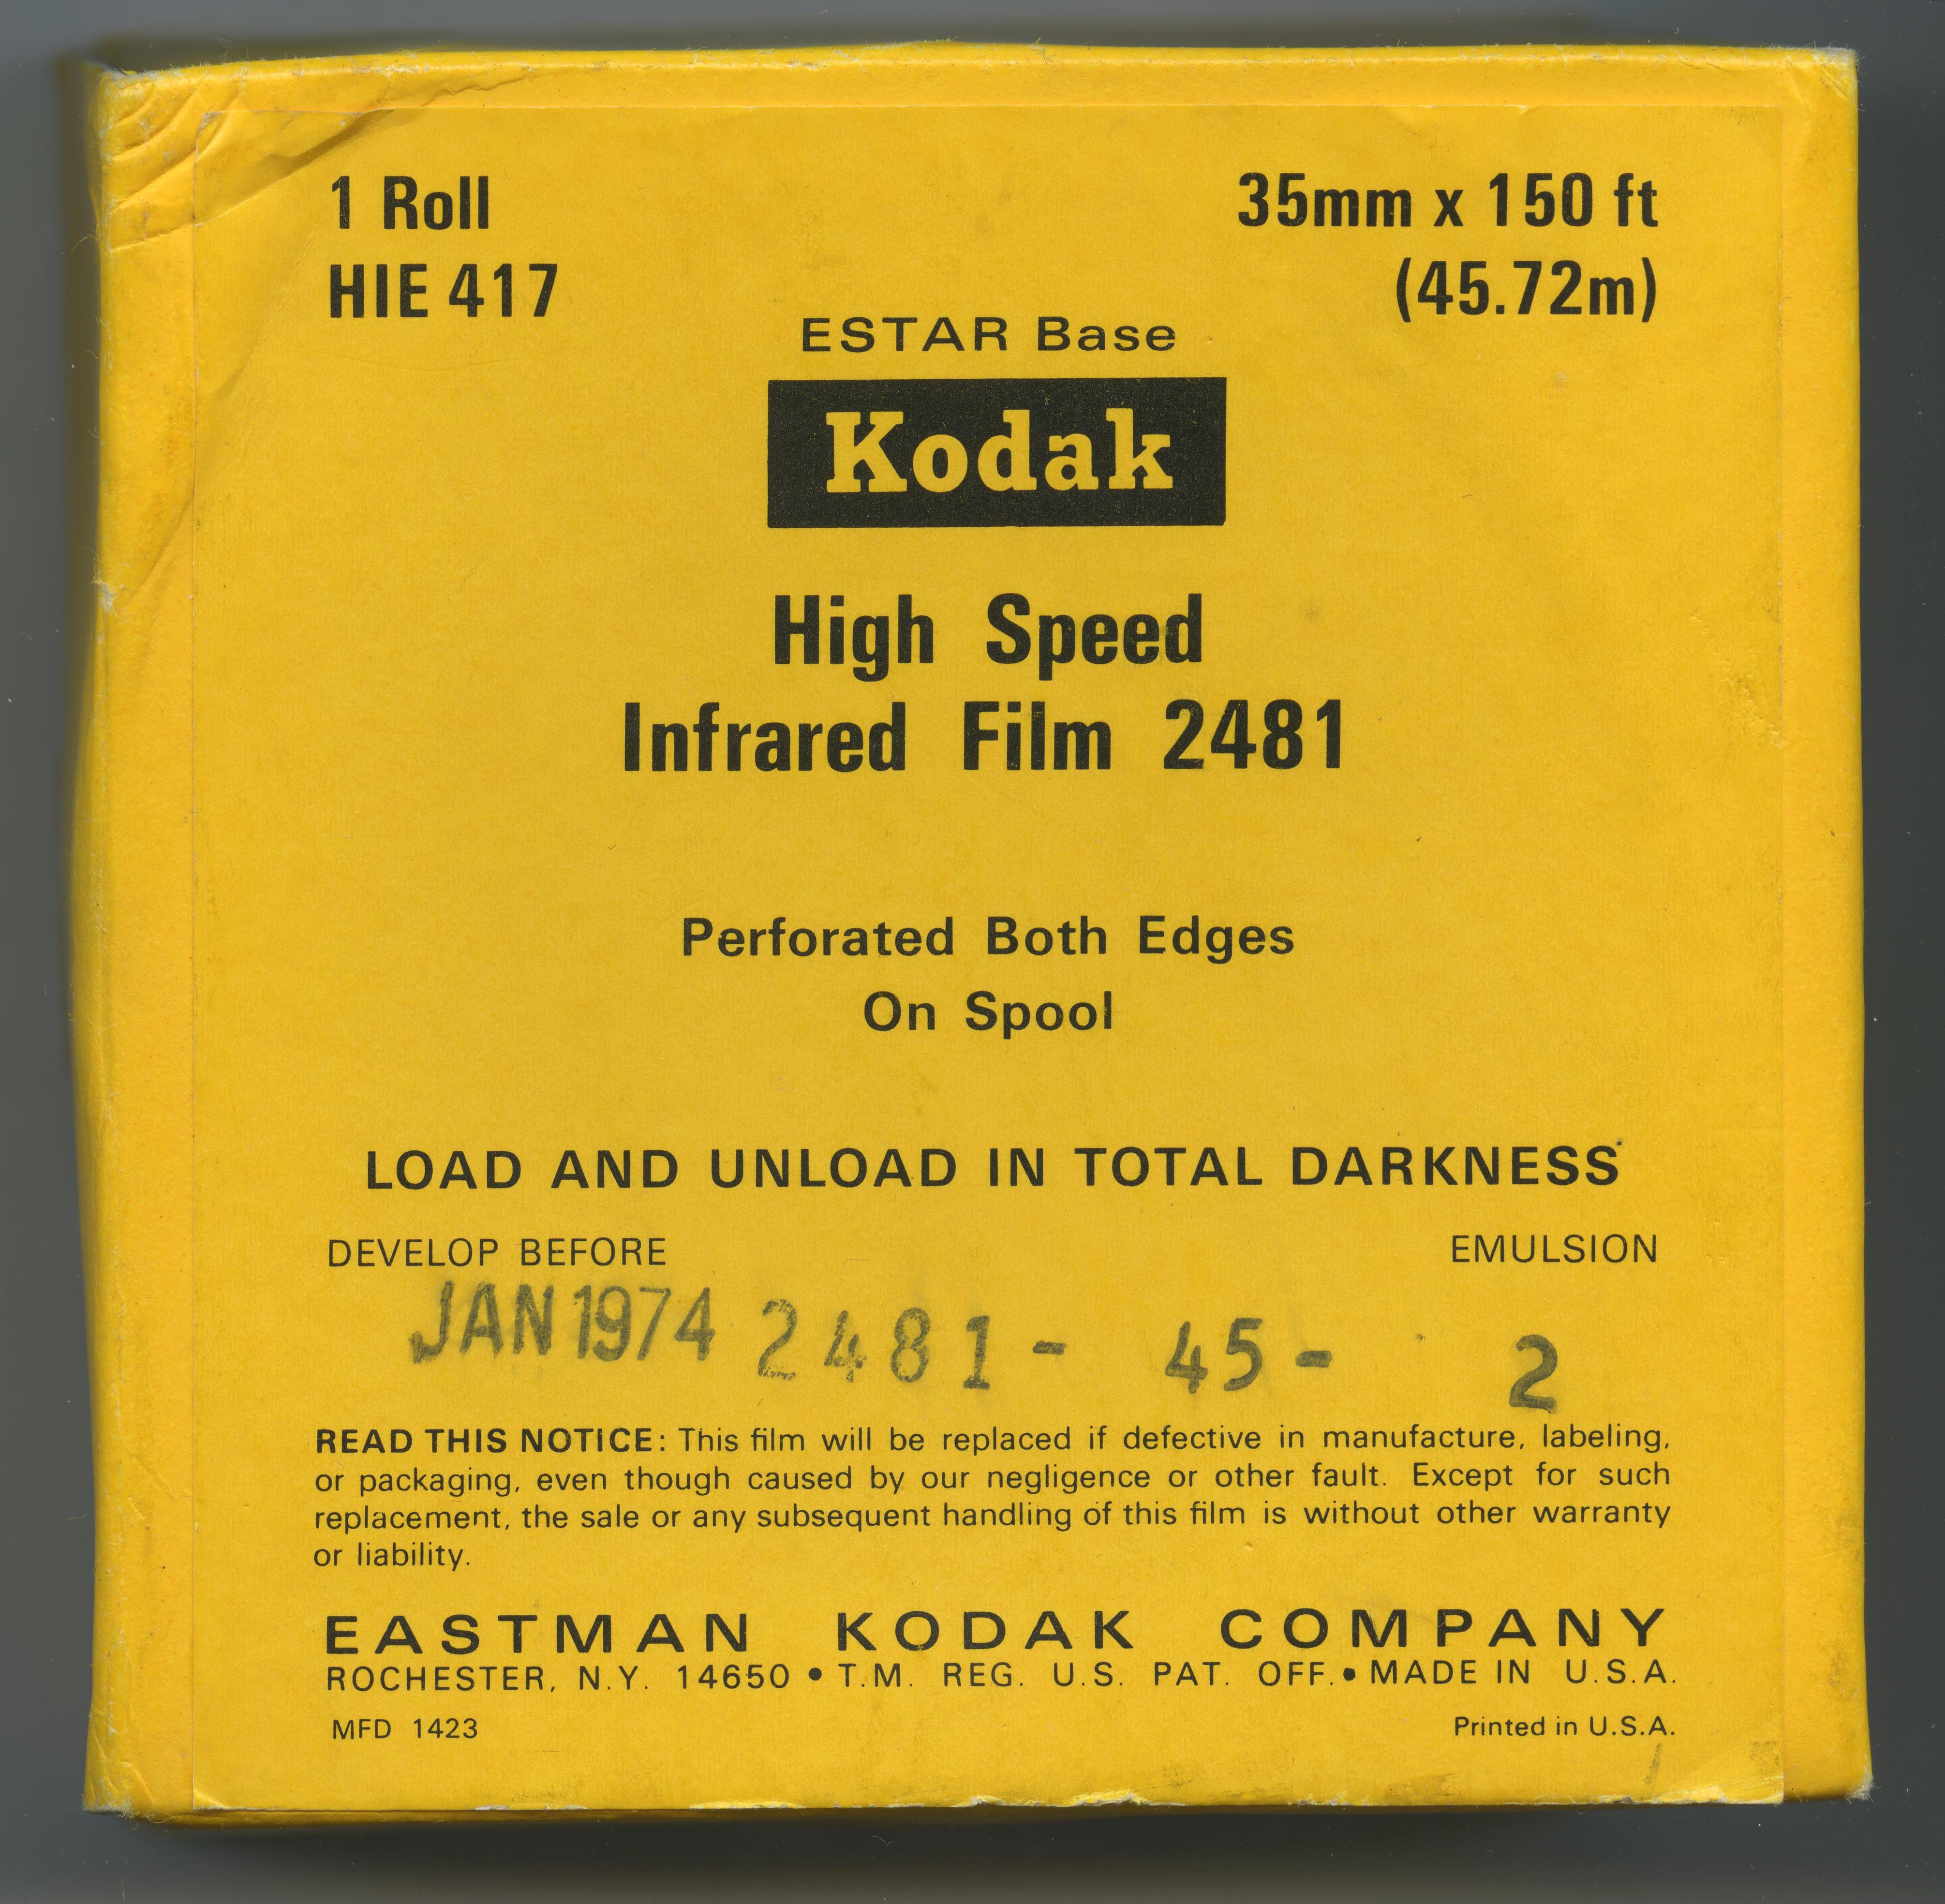 1 Roll
35mm x 150 ft
HIE 417
(45.72m)
ESTAR Base
Kodak
High Speed
Infrared Film 2481
Perforated Both Edges
On Spool
LOAD AND UNLOAD IN TOTAL DARKNESS
DEVELOP BEFORE
EMULSION
JAN 1974 2481- 45- 2
READ THIS NOTICE: This film will be replaced if defective in manufacture, labeling,
or packaging, even though caused by our negligence or other fault. Except for such
replacement, the sale or any subsequent handling of this film is without other warranty
or liability.
EASTMAN KODAK COMPANY
ROCHESTER, N.Y. 14650 • T.M. REG. U.S. PAT. OFF. • MADE IN U.S.A.
MFD 1423
Printed in U.S.A.